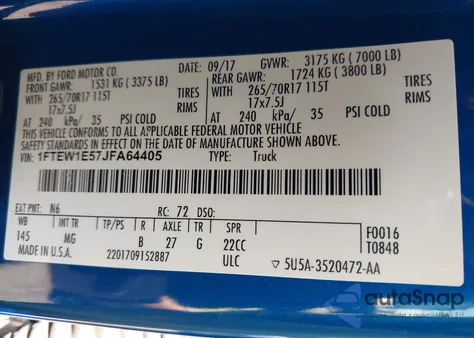 MFD. BY FORD MOTOR CO. 09/17 GVWR: 3175 KG (7000 LB)
FRONT GAWR: 1531 KG (3375 LB) REAR GAWR: 1724 KG (3800 LB)
WITH 265/70R17 115T TIRES WITH 265/70R17 115T TIRES
17x7.5J RIMS 17x7.5J RIMS
AT 240 kPa/ 35 PSI COLD AT 240 kPa/ 35 PSI COLD
THIS VEHICLE CONFORMS TO ALL APPLICABLE FEDERAL MOTOR VEHICLE
SAFETY STANDARDS IN EFFECT ON THE DATE OF MANUFACTURE SHOWN ABOVE.
VIN: 1FTEW1E57JFA64405 TYPE: Truck
EXT PNT: N6 RC: 72 DSO:
WB INT TR TP/PS R AXLE TR SPR F0016
145 MG B 27 G 22CC T0848
MADE IN U.S.A. 2201709152887 ULC 5U5A-3520472-AA
autoSnap